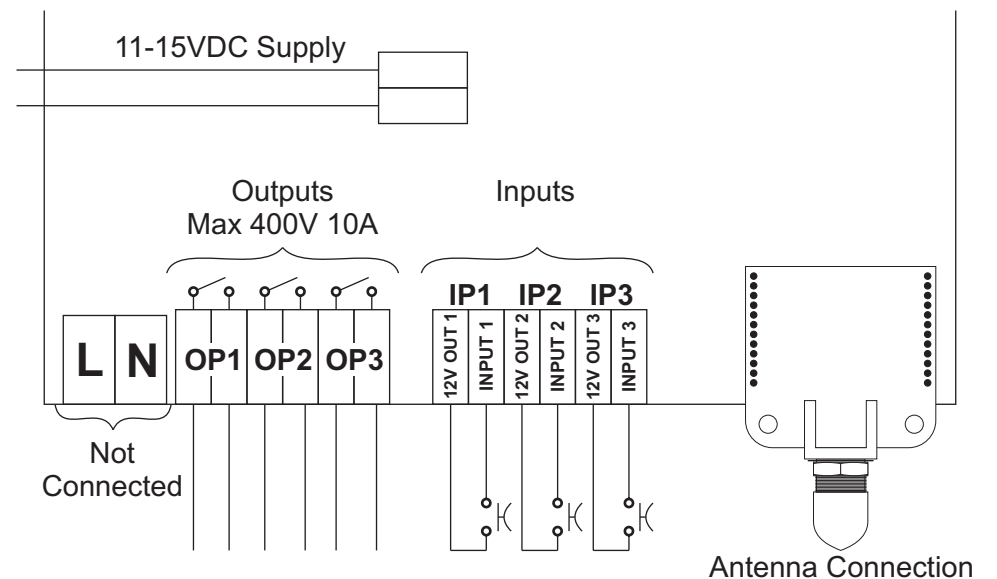 11-15VDC Supply
Outputs
Max 400V 10A
Inputs
IP1 IP2 IP3
L N OP1 OP2 OP3
12V OUT 1
INPUT 1
12V OUT 2
INPUT 2
12V OUT 3
INPUT 3
Not
Connected
Antenna Connection